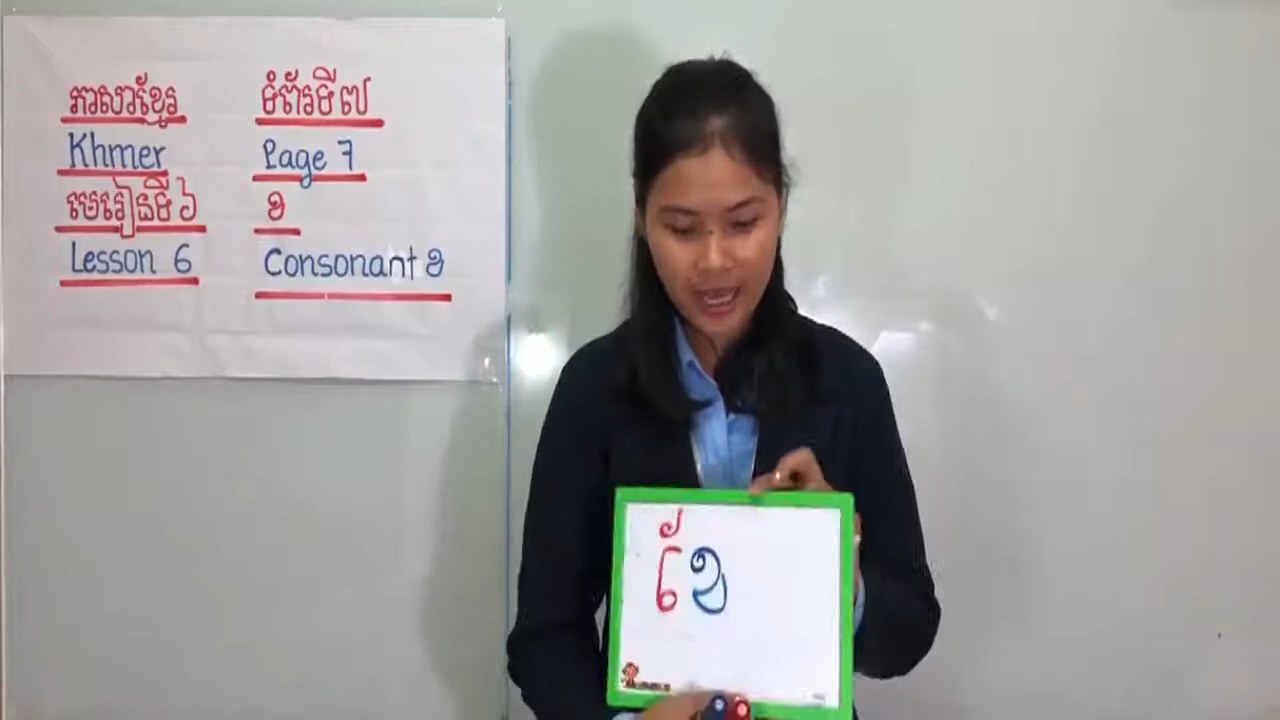 ភាសាខ្មែរ
Khmer
មេរៀនទី ៦
Lesson 6
ទំព័រទី ៧
Page 7
ខ
Consonant ខ
ខែ